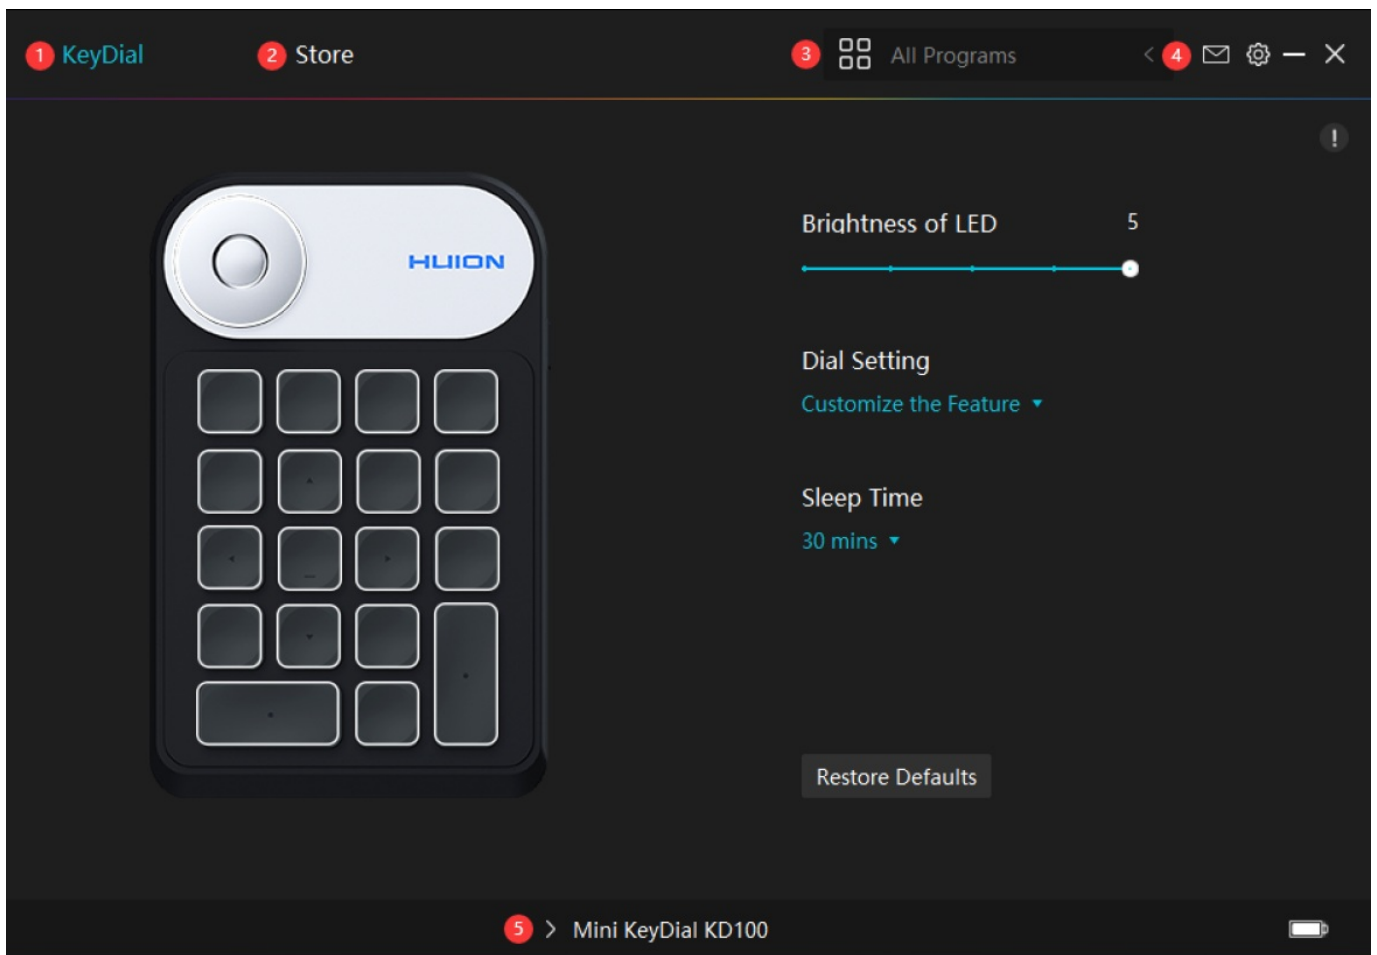 1 KeyDial 2 Store 3 All Programs 4
HUION
Brightness of LED 5
Dial Setting
Customize the Feature
Sleep Time
30 mins
Restore Defaults
5 Mini KeyDial KD100